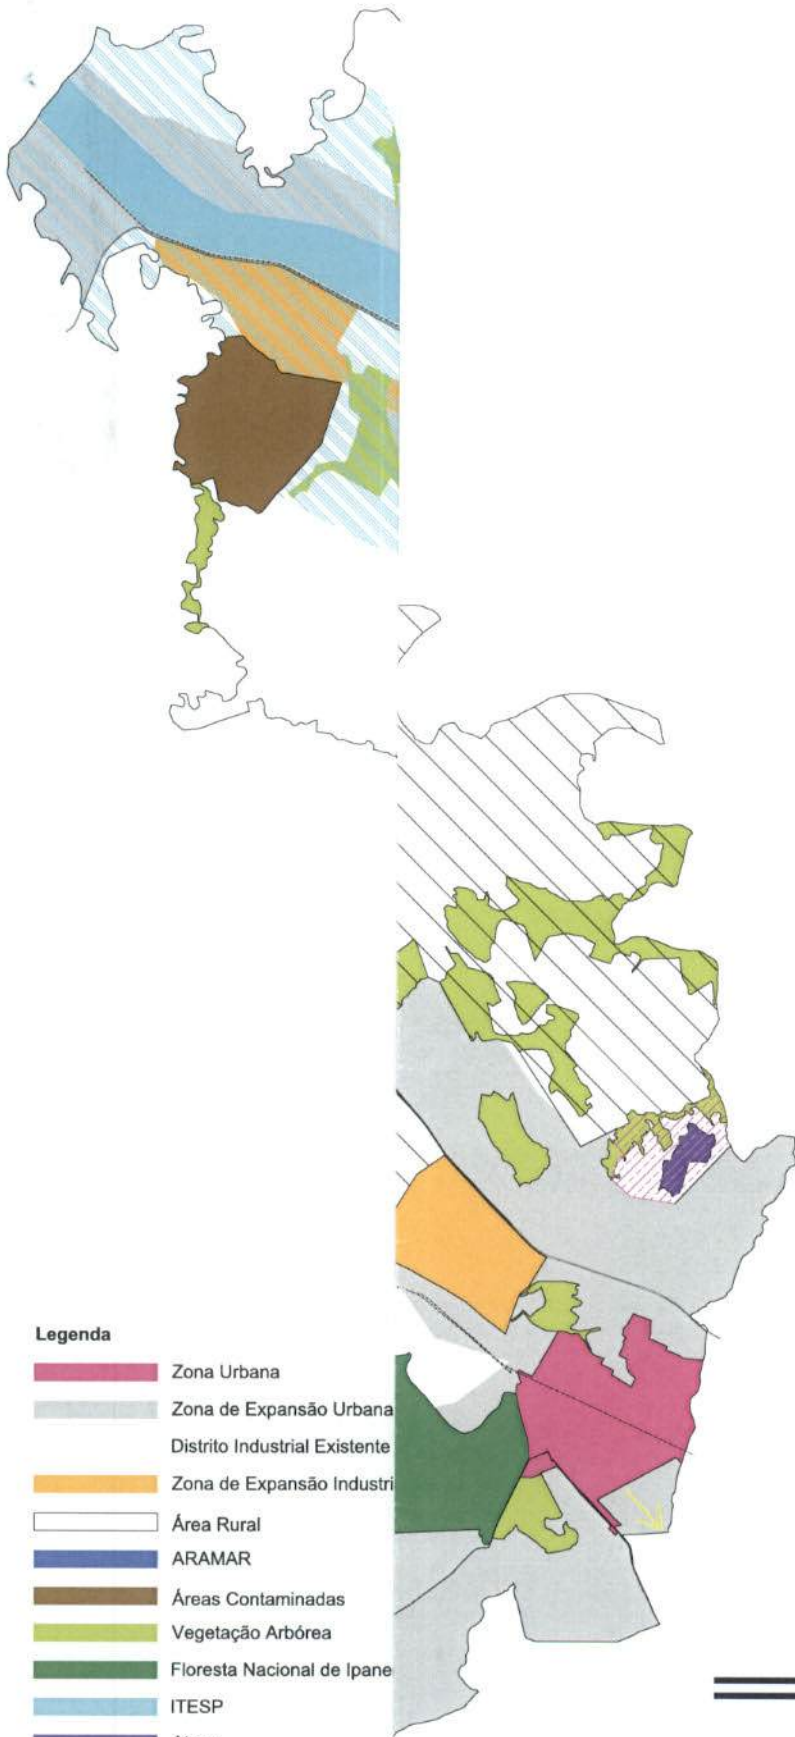 Legenda
Zona Urbana
Zona de Expansão Urbana
Distrito Industrial Existente
Zona de Expansão Industri
Área Rural
ARAMAR
Áreas Contaminadas
Vegetação Arbórea
Floresta Nacional de Ipane
ITESP